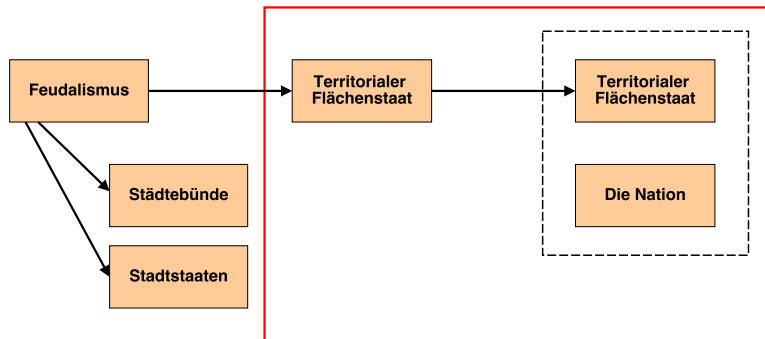 Feudalismus
Territorialer
Flächenstaat
Territorialer
Flächenstaat
Städtebünde
Die Nation
Stadtstaaten